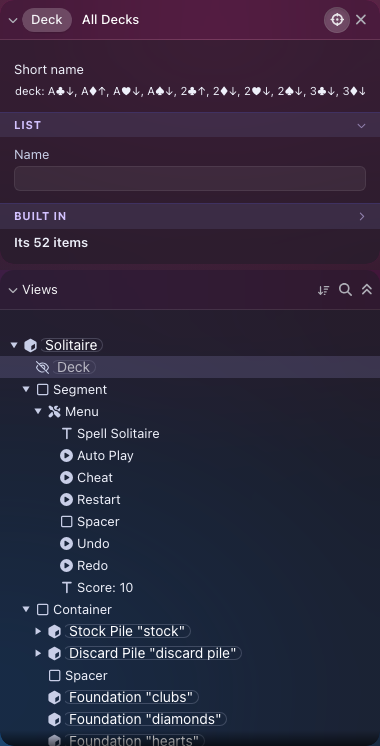 Deck All Decks
Short name
deck: A♣↓, A♦↑, A♥↓, A♠↓, 2♣↑, 2♦↓, 2♥↓, 2♠↓, 3♣↓, 3♦↓
LIST
Name
BUILT IN
Its 52 items
Views
Solitaire
Deck
Segment
Menu
Spell Solitaire
Auto Play
Cheat
Restart
Spacer
Undo
Redo
Score: 10
Container
Stock Pile "stock"
Discard Pile "discard pile"
Spacer
Foundation "clubs"
Foundation "diamonds"
Foundation "hearts"